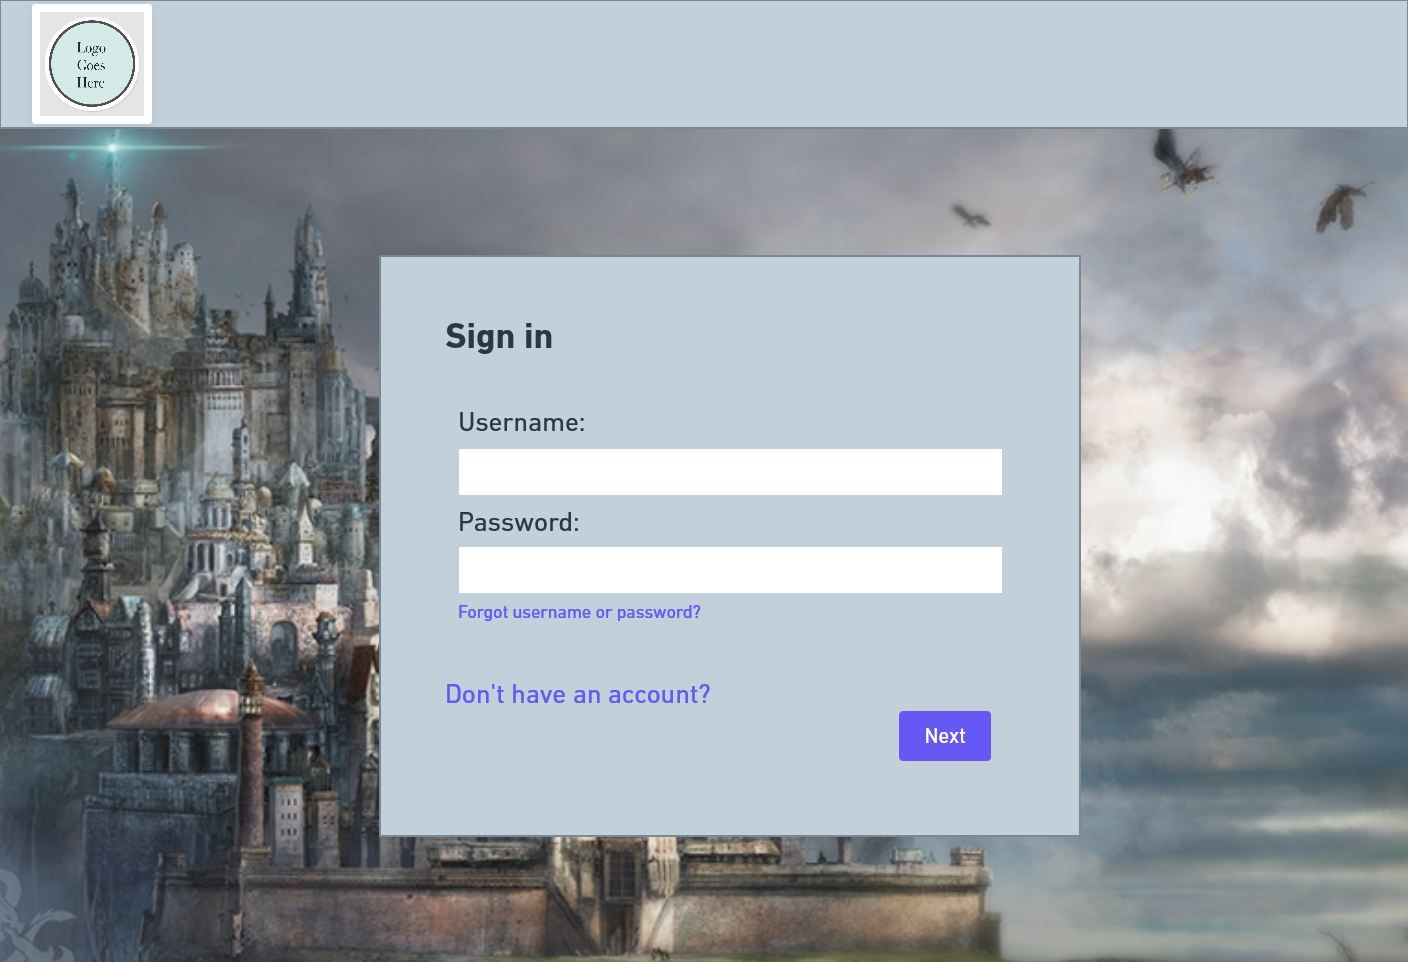 Logo
Goes
Here
Sign in
Username:
Password:
Forgot username or password?
Don't have an account?
Next